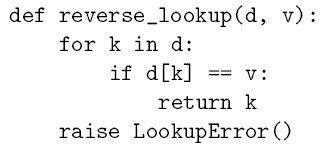 def reverse_lookup(d, v):
    for k in d:
        if d[k] == v:
            return k
    raise LookupError()